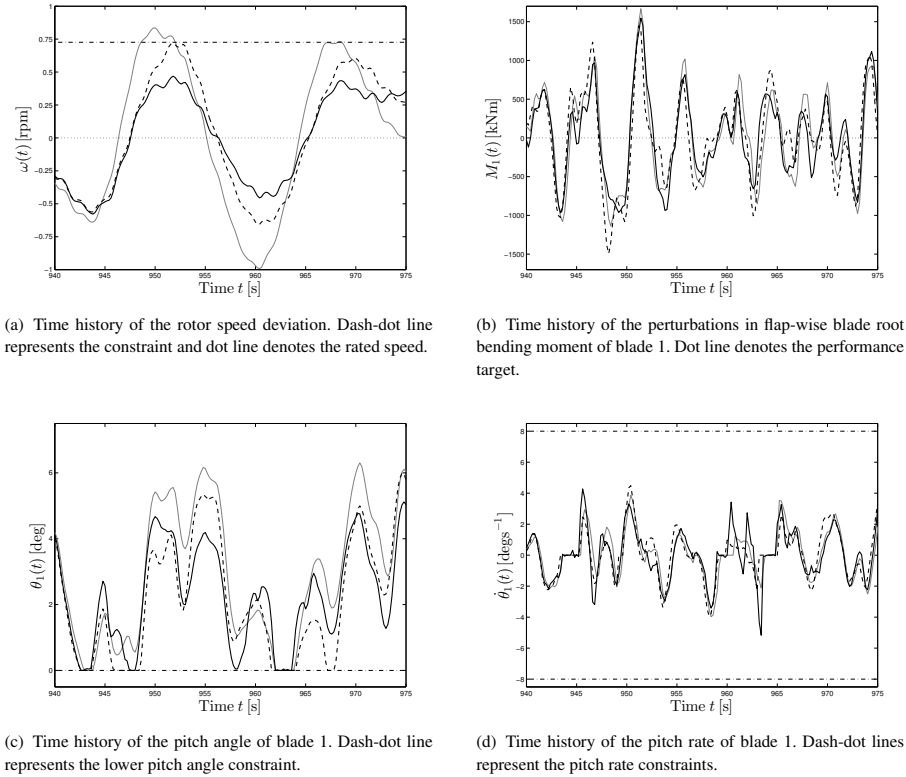 1
0.75
0.5
0.25
0
−0.25
−0.5
−0.75
−1
ω(t) [rpm]
940 945 950 955 960 965 970 975
Time t [s]
1500
1000
500
0
−500
−1000
−1500
M₁(t) [kNm]
940 945 950 955 960 965 970 975
Time t [s]
(a) Time history of the rotor speed deviation. Dash-dot line
represents the constraint and dot line denotes the rated speed.
(b) Time history of the perturbations in flap-wise blade root
bending moment of blade 1. Dot line denotes the performance
target.
6
4
2
0
θ₁(t) [deg]
940 945 950 955 960 965 970 975
Time t [s]
8
6
4
2
0
−2
−4
−6
−8
θ̇₁(t) [degs⁻¹]
940 945 950 955 960 965 970 975
Time t [s]
(c) Time history of the pitch angle of blade 1. Dash-dot line
represents the lower pitch angle constraint.
(d) Time history of the pitch rate of blade 1. Dash-dot lines
represent the pitch rate constraints.